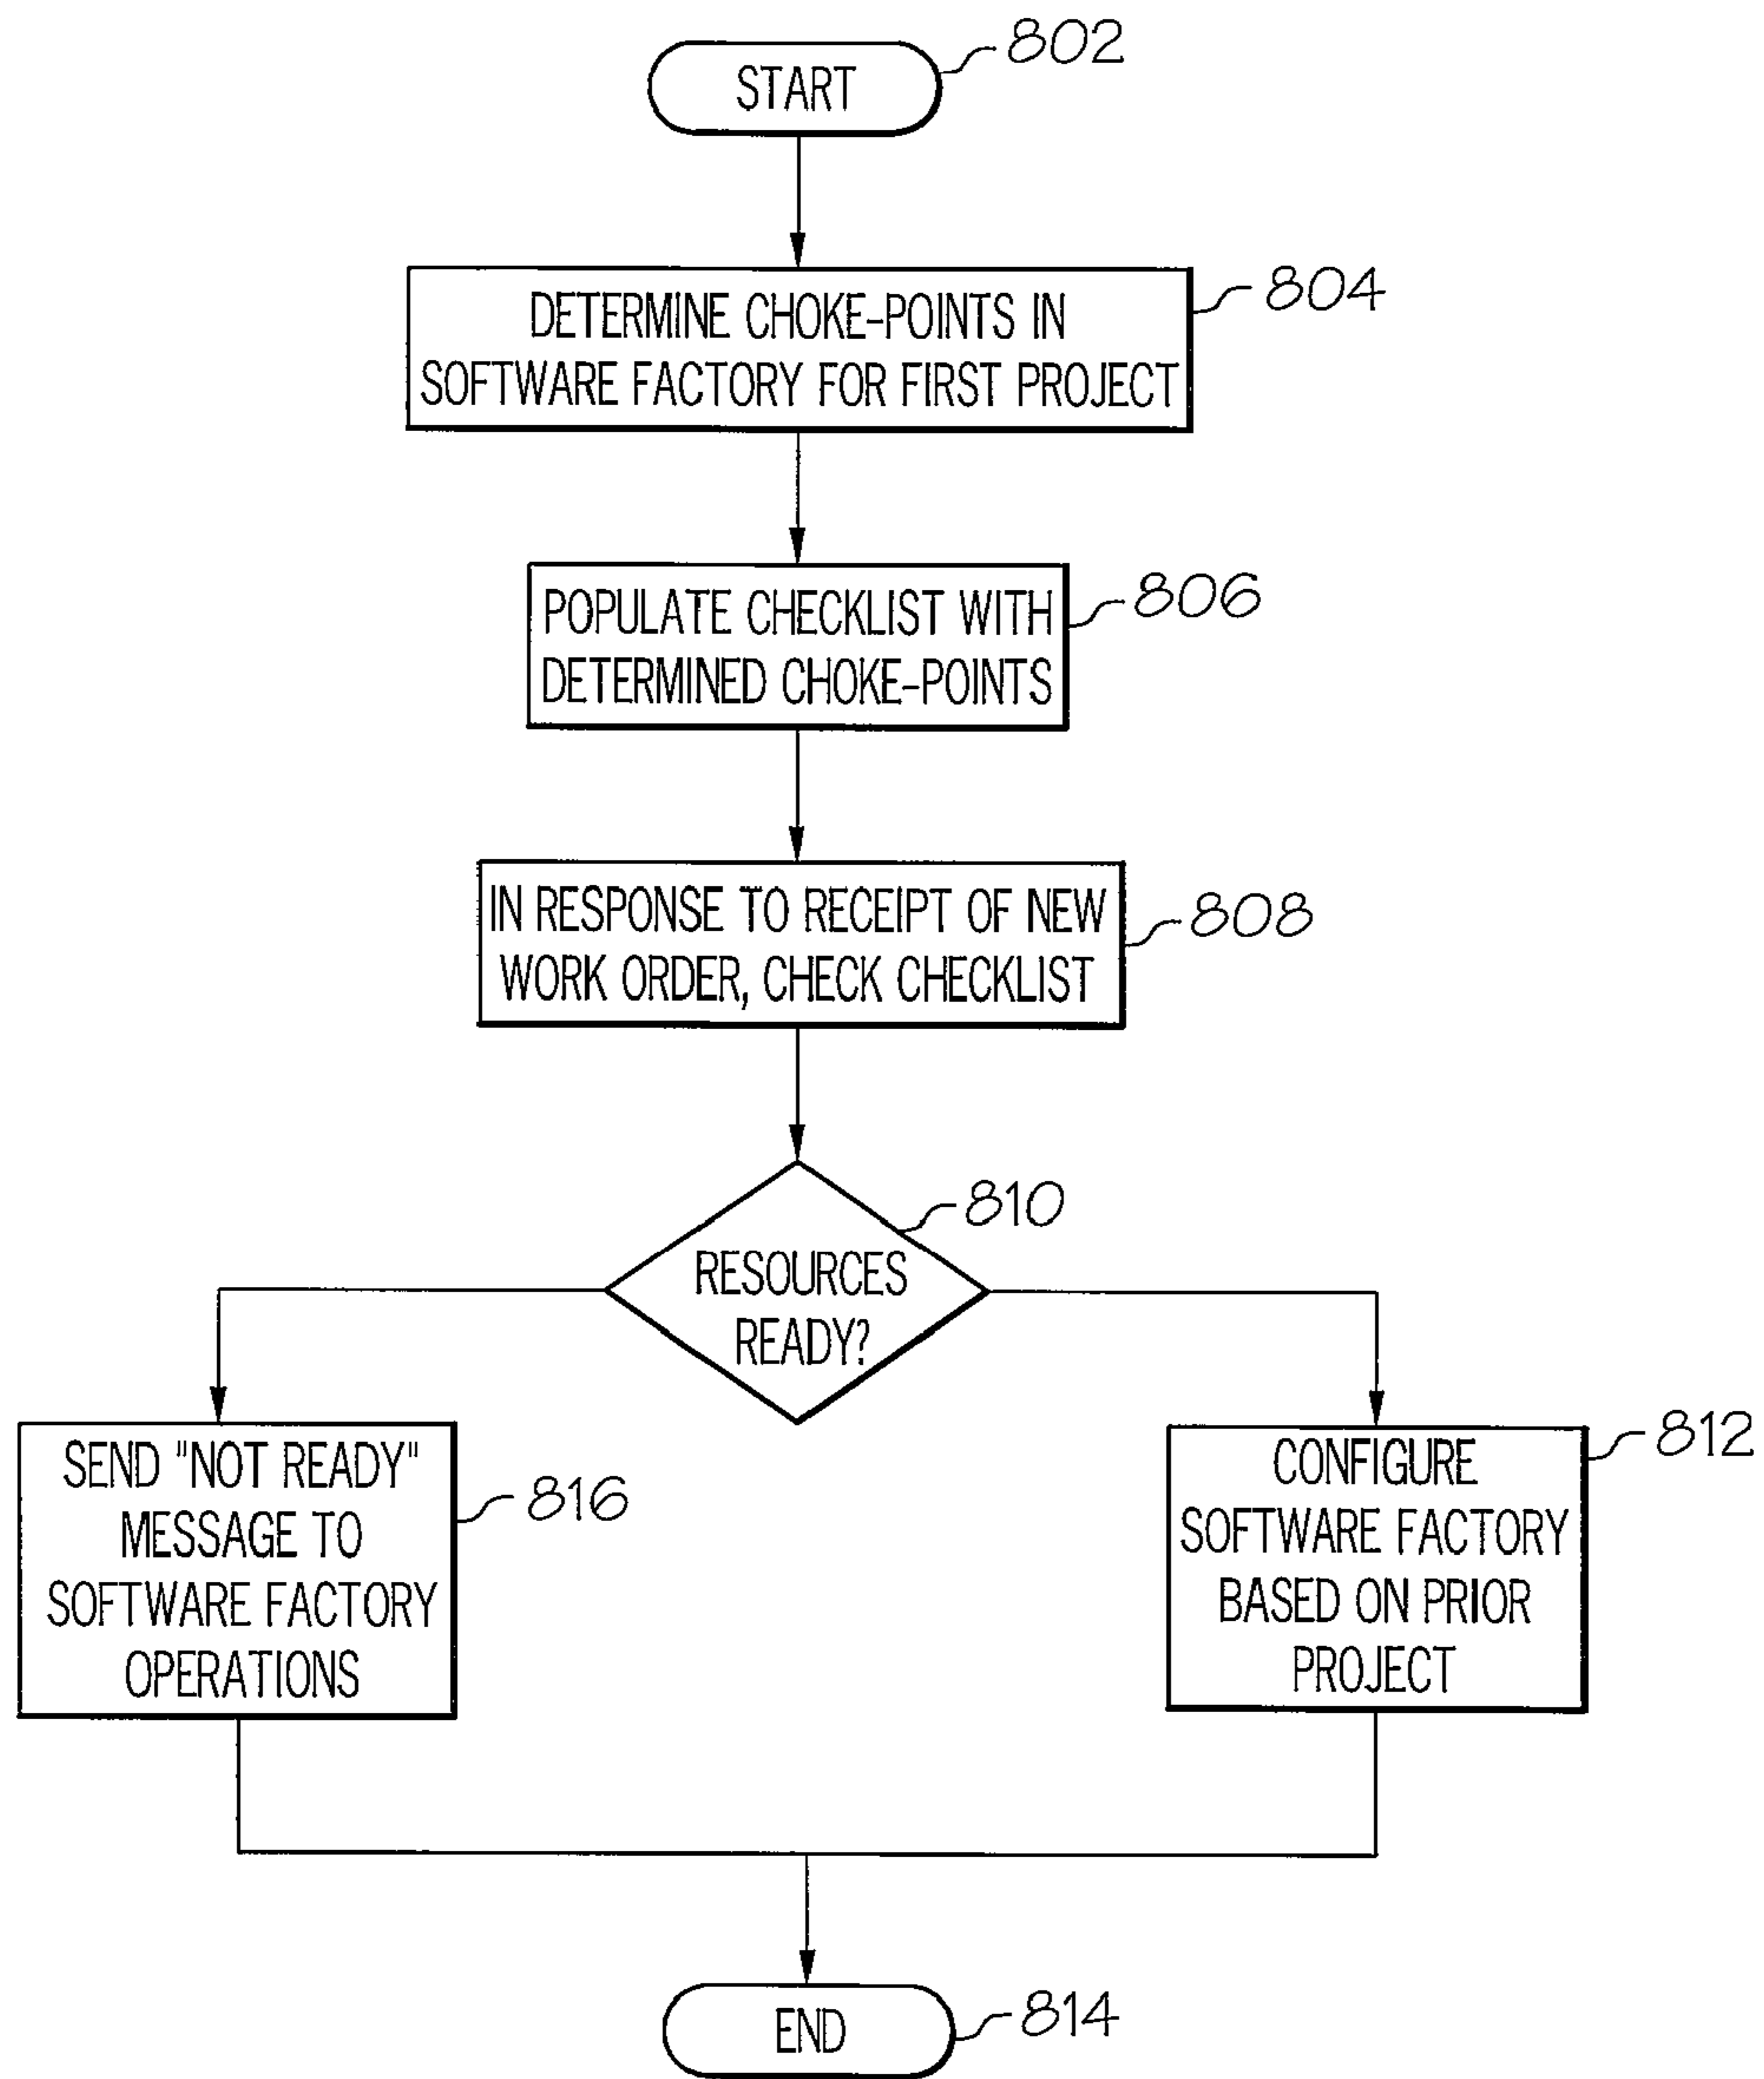 START
802
DETERMINE CHOKE-POINTS IN
SOFTWARE FACTORY FOR FIRST PROJECT
804
POPULATE CHECKLIST WITH
DETERMINED CHOKE-POINTS
806
IN RESPONSE TO RECEIPT OF NEW
WORK ORDER, CHECK CHECKLIST
808
RESOURCES
READY?
810
SEND "NOT READY"
MESSAGE TO
SOFTWARE FACTORY
OPERATIONS
816
CONFIGURE
SOFTWARE FACTORY
BASED ON PRIOR
PROJECT
812
END
814